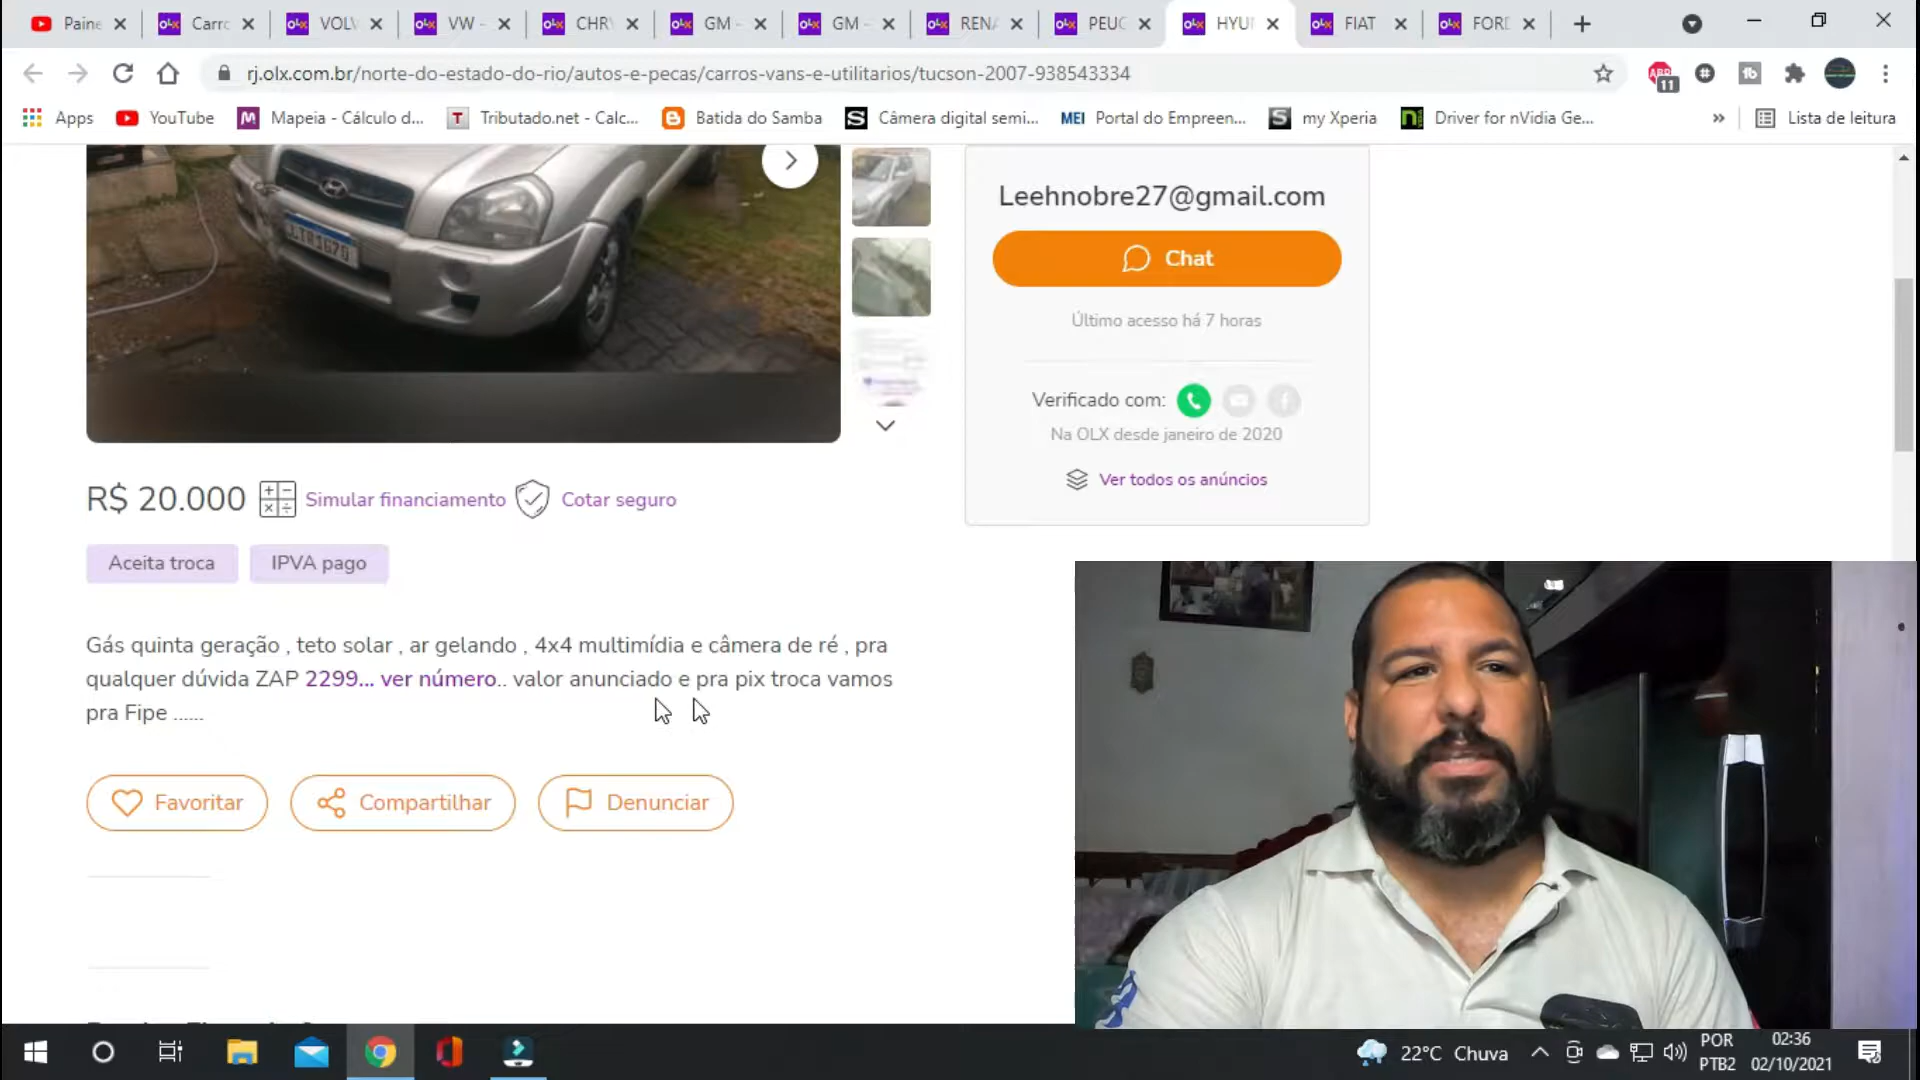 Paine
Carro
VOLV
VW -
CHRY
GM -
GM -
RENA
PEUG
HYUN
FIAT
FORD
rj.olx.com.br/norte-do-estado-do-rio/autos-e-pecas/carros-vans-e-utilitarios/tucson-2007-938543334
11
Apps
YouTube
Mapeia - Cálculo d...
Tributado.net - Calc...
Batida do Samba
Câmera digital semi...
MEI Portal do Empreen...
my Xperia
Driver for nVidia Ge...
»
Lista de leitura
Leehnobre27@gmail.com
Chat
Último acesso há 7 horas
Verificado com:
Na OLX desde janeiro de 2020
Ver todos os anúncios
R$ 20.000
Simular financiamento
Cotar seguro
Aceita troca
IPVA pago
Gás quinta geração , teto solar , ar gelando , 4x4 multimídia e câmera de ré , pra
qualquer dúvida ZAP 2299... ver número.. valor anunciado e pra pix troca vamos
pra Fipe ......
Favoritar
Compartilhar
Denunciar
22°C Chuva
POR
PTB2
02:36
02/10/2021